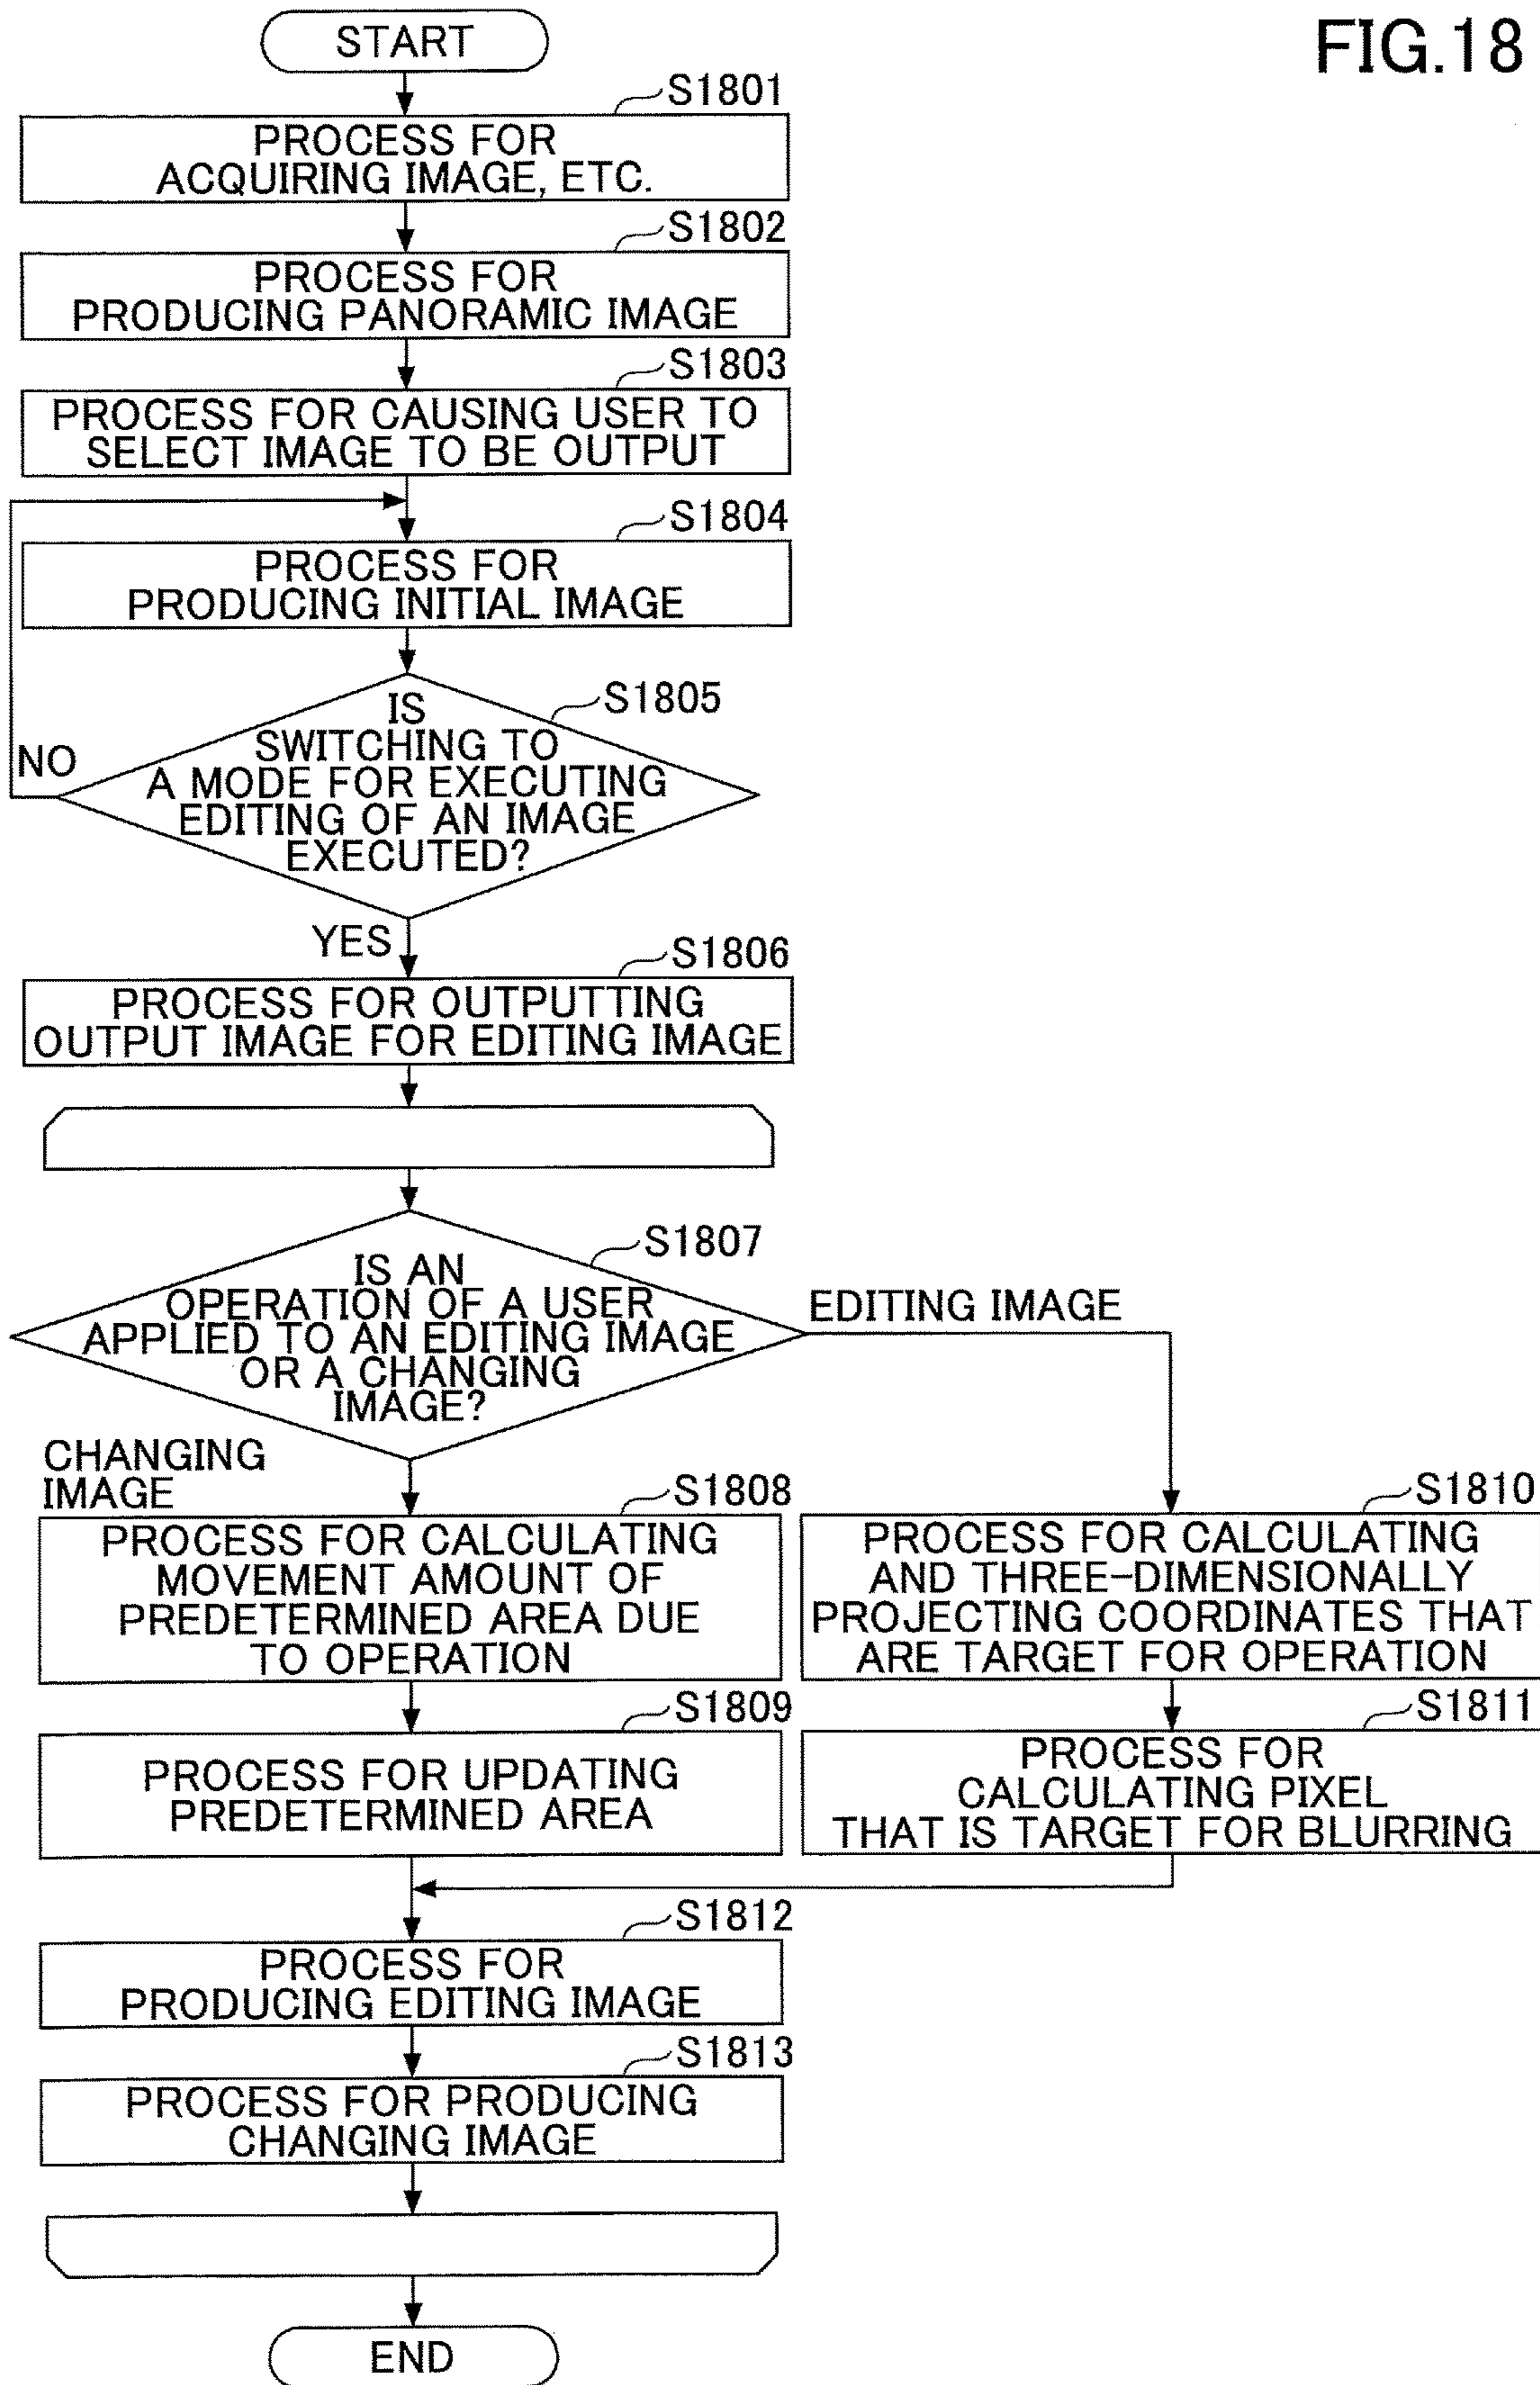 FIG.18
START
S1801
PROCESS FOR
ACQUIRING IMAGE, ETC.
S1802
PROCESS FOR
PRODUCING PANORAMIC IMAGE
S1803
PROCESS FOR CAUSING USER TO
SELECT IMAGE TO BE OUTPUT
S1804
PROCESS FOR
PRODUCING INITIAL IMAGE
S1805
IS
SWITCHING TO
A MODE FOR EXECUTING
EDITING OF AN IMAGE
EXECUTED?
NO
YES
S1806
PROCESS FOR OUTPUTTING
OUTPUT IMAGE FOR EDITING IMAGE
S1807
IS AN
OPERATION OF A USER
APPLIED TO AN EDITING IMAGE
OR A CHANGING
IMAGE?
EDITING IMAGE
CHANGING
IMAGE
S1808
PROCESS FOR CALCULATING
MOVEMENT AMOUNT OF
PREDETERMINED AREA DUE
TO OPERATION
S1810
PROCESS FOR CALCULATING
AND THREE-DIMENSIONALLY
PROJECTING COORDINATES THAT
ARE TARGET FOR OPERATION
S1809
PROCESS FOR UPDATING
PREDETERMINED AREA
S1811
PROCESS FOR
CALCULATING PIXEL
THAT IS TARGET FOR BLURRING
S1812
PROCESS FOR
PRODUCING EDITING IMAGE
S1813
PROCESS FOR PRODUCING
CHANGING IMAGE
END